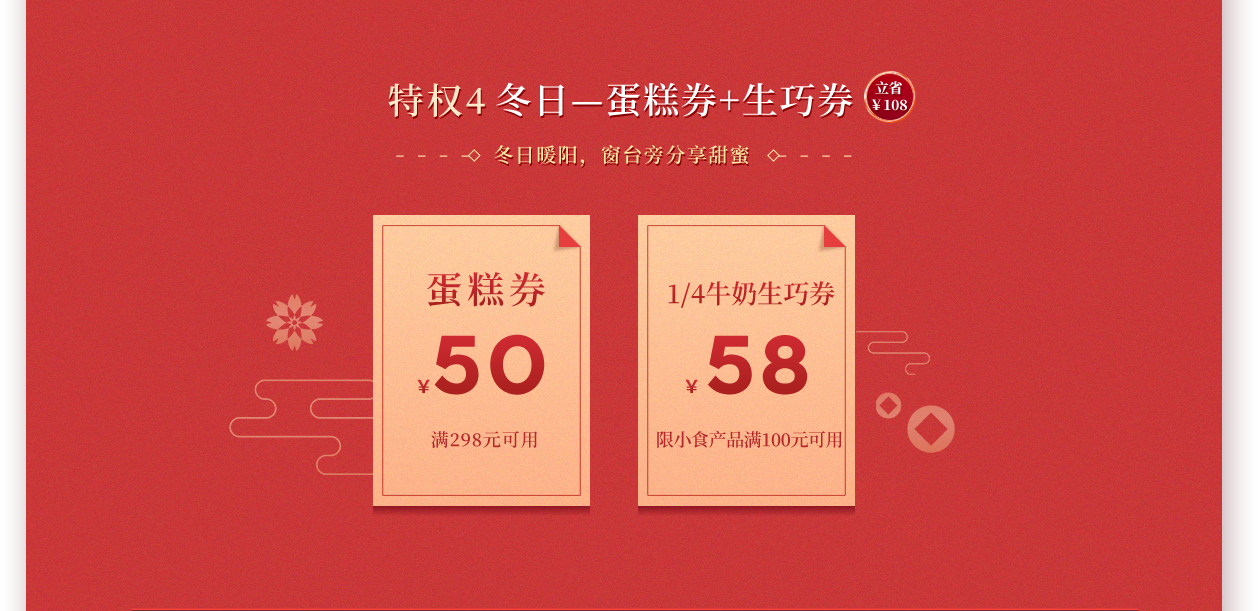 特权4 冬日—蛋糕券+生巧券
立省
¥108
冬日暖阳，窗台旁分享甜蜜
蛋糕券
¥50
满298元可用
1/4牛奶生巧券
¥58
限小食产品满100元可用